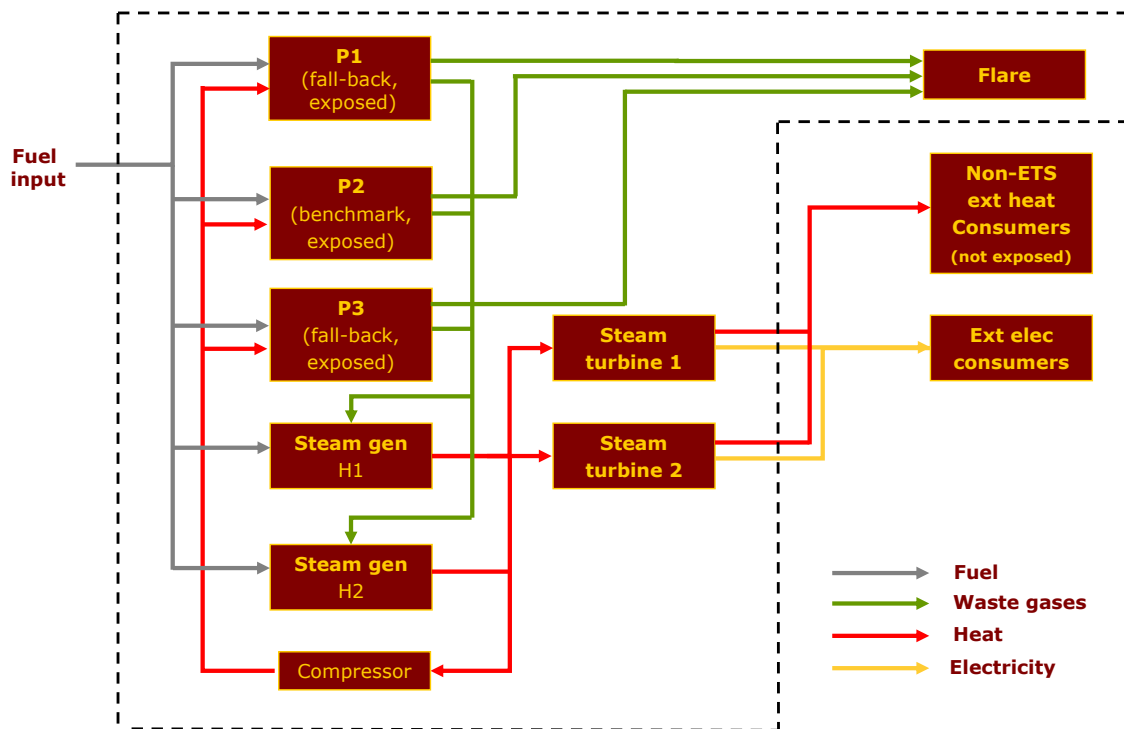 P1
(fall-back,
exposed)
Flare
Fuel
input
P2
(benchmark,
exposed)
Non-ETS
ext heat
Consumers
(not exposed)
P3
(fall-back,
exposed)
Steam
turbine 1
Ext elec
consumers
Steam gen
H1
Steam
turbine 2
Steam gen
H2
Compressor
Fuel
Waste gases
Heat
Electricity